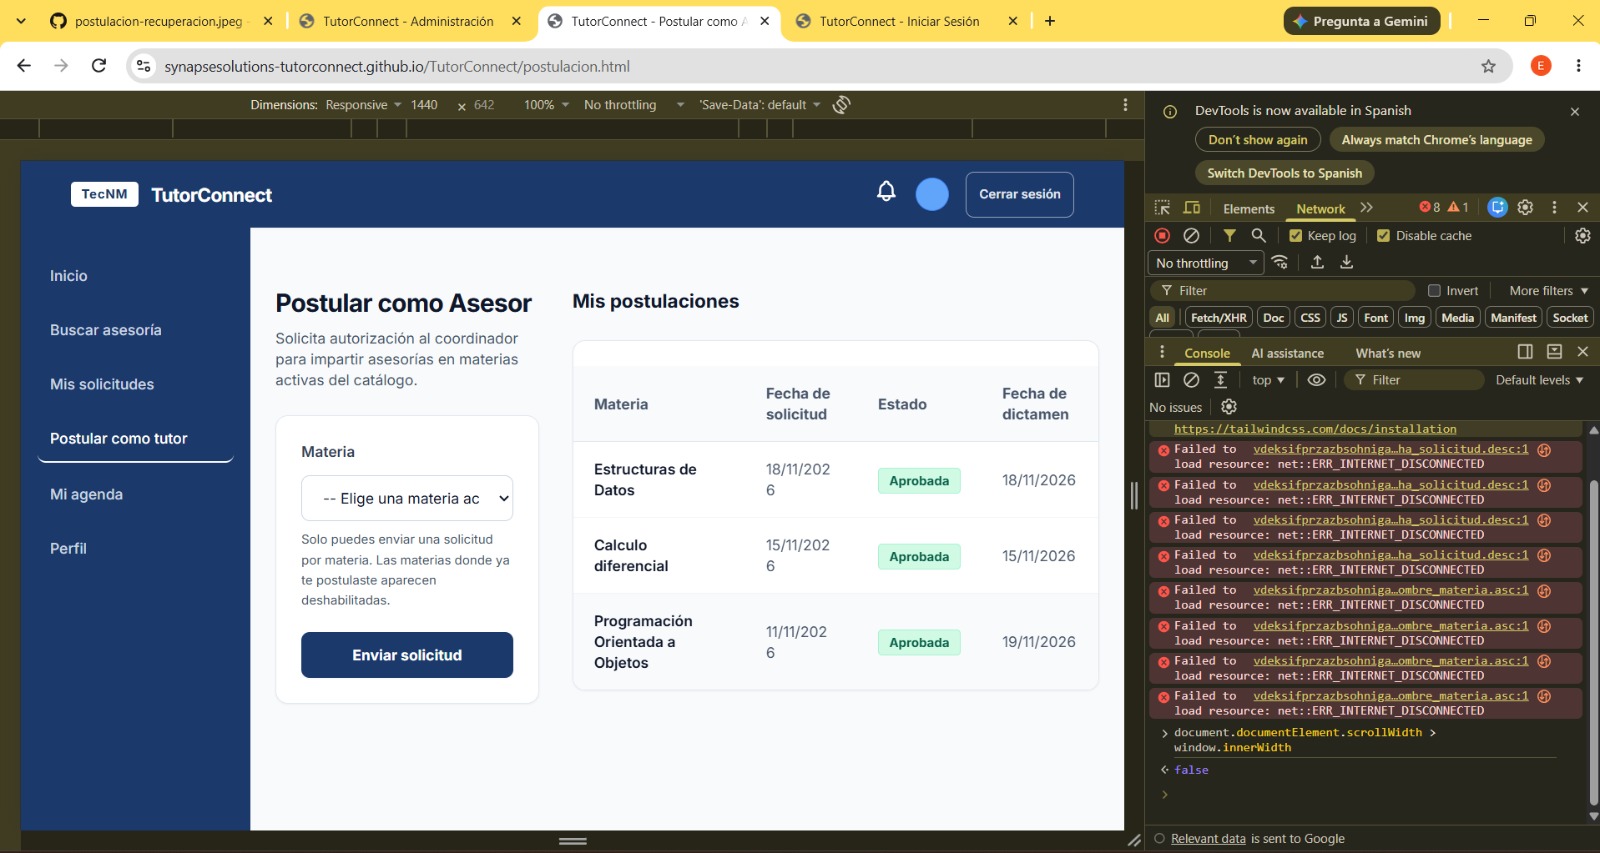 postulacion-recuperacion.jpeg
TutorConnect - Administración
TutorConnect - Postular como A
TutorConnect - Iniciar Sesión
Pregunta a Gemini
synapsesolutions-tutorconnect.github.io/TutorConnect/postulacion.html
E
Dimensions: Responsive 1440 × 642 100% No throttling 'Save-Data': default
TecNM TutorConnect
Cerrar sesión
Inicio
Buscar asesoría
Mis solicitudes
Postular como tutor
Mi agenda
Perfil
Postular como Asesor
Solicita autorización al coordinador
para impartir asesorías en materias
activas del catálogo.
Materia
-- Elige una materia ac
Solo puedes enviar una solicitud
por materia. Las materias donde ya
te postulaste aparecen
deshabilitadas.
Enviar solicitud
Mis postulaciones
Materia Fecha de solicitud Estado Fecha de dictamen
Estructuras de Datos 18/11/2026 Aprobada 18/11/2026
Calculo diferencial 15/11/2026 Aprobada 15/11/2026
Programación Orientada a Objetos 11/11/2026 Aprobada 19/11/2026
DevTools is now available in Spanish
Don't show again Always match Chrome's language
Switch DevTools to Spanish
Elements Network 8 1
Keep log Disable cache
No throttling
Filter Invert More filters
All Fetch/XHR Doc CSS JS Font Img Media Manifest Socket
Console AI assistance What's new
top Filter Default levels
No issues
https://tailwindcss.com/docs/installation
Failed to vdeksifprzazbsohniga…ha_solicitud.desc:1
load resource: net::ERR_INTERNET_DISCONNECTED
Failed to vdeksifprzazbsohniga…ha_solicitud.desc:1
load resource: net::ERR_INTERNET_DISCONNECTED
Failed to vdeksifprzazbsohniga…ha_solicitud.desc:1
load resource: net::ERR_INTERNET_DISCONNECTED
Failed to vdeksifprzazbsohniga…ha_solicitud.desc:1
load resource: net::ERR_INTERNET_DISCONNECTED
Failed to vdeksifprzazbsohniga…ombre_materia.asc:1
load resource: net::ERR_INTERNET_DISCONNECTED
Failed to vdeksifprzazbsohniga…ombre_materia.asc:1
load resource: net::ERR_INTERNET_DISCONNECTED
Failed to vdeksifprzazbsohniga…ombre_materia.asc:1
load resource: net::ERR_INTERNET_DISCONNECTED
Failed to vdeksifprzazbsohniga…ombre_materia.asc:1
load resource: net::ERR_INTERNET_DISCONNECTED
document.documentElement.scrollWidth >
window.innerWidth
false
Relevant data is sent to Google